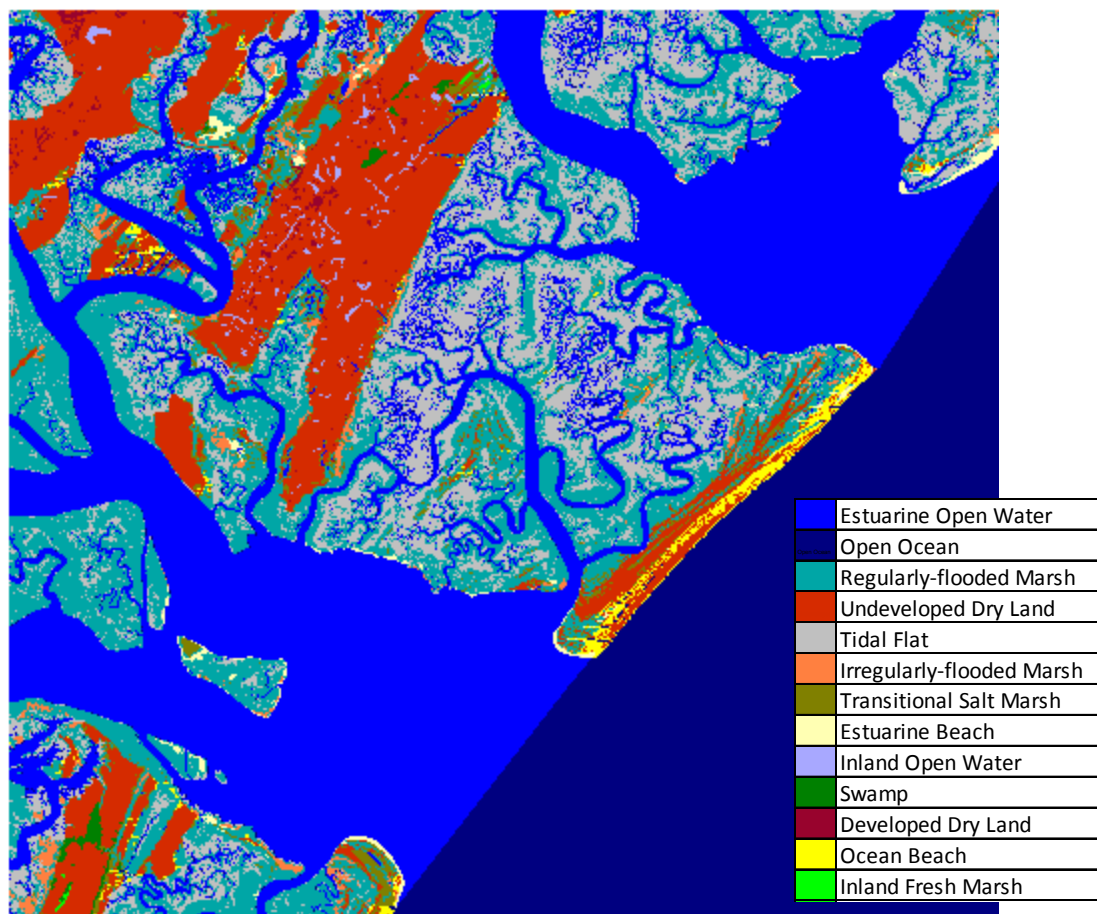 Estuarine Open Water
Open Ocean
Regularly-flooded Marsh
Undeveloped Dry Land
Tidal Flat
Irregularly-flooded Marsh
Transitional Salt Marsh
Estuarine Beach
Inland Open Water
Swamp
Developed Dry Land
Ocean Beach
Inland Fresh Marsh